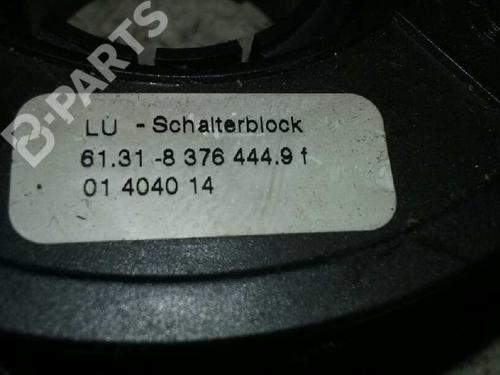 B-PARTS
LU - Schalterblock
61.31 -8 376 444.9 f
01 4040 14